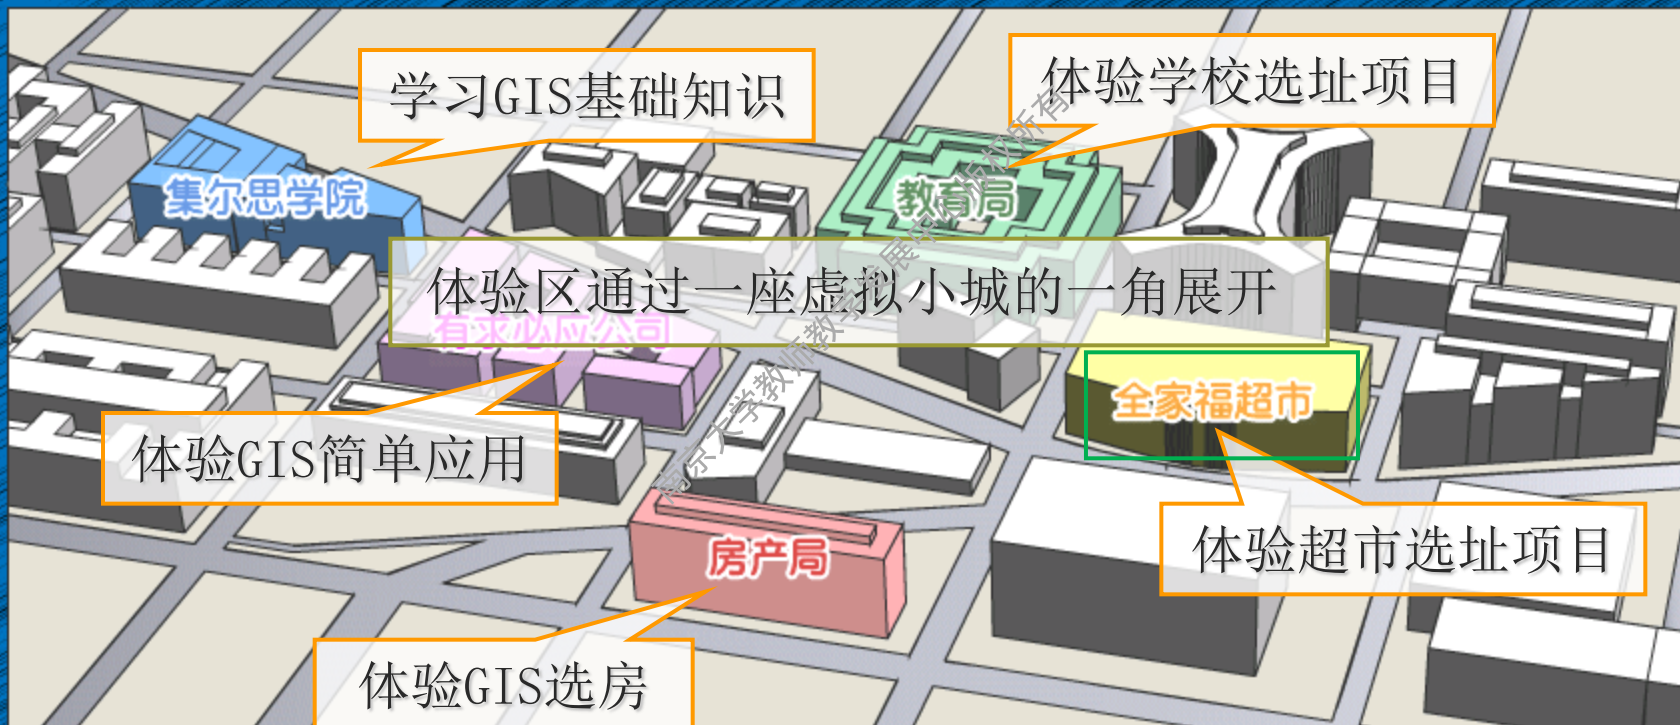 学习GIS基础知识
体验学校选址项目
集尔思学院
教育局
体验区通过一座虚拟小城的一角展开
有求必应公司
全家福超市
体验GIS简单应用
体验超市选址项目
房产局
体验GIS选房